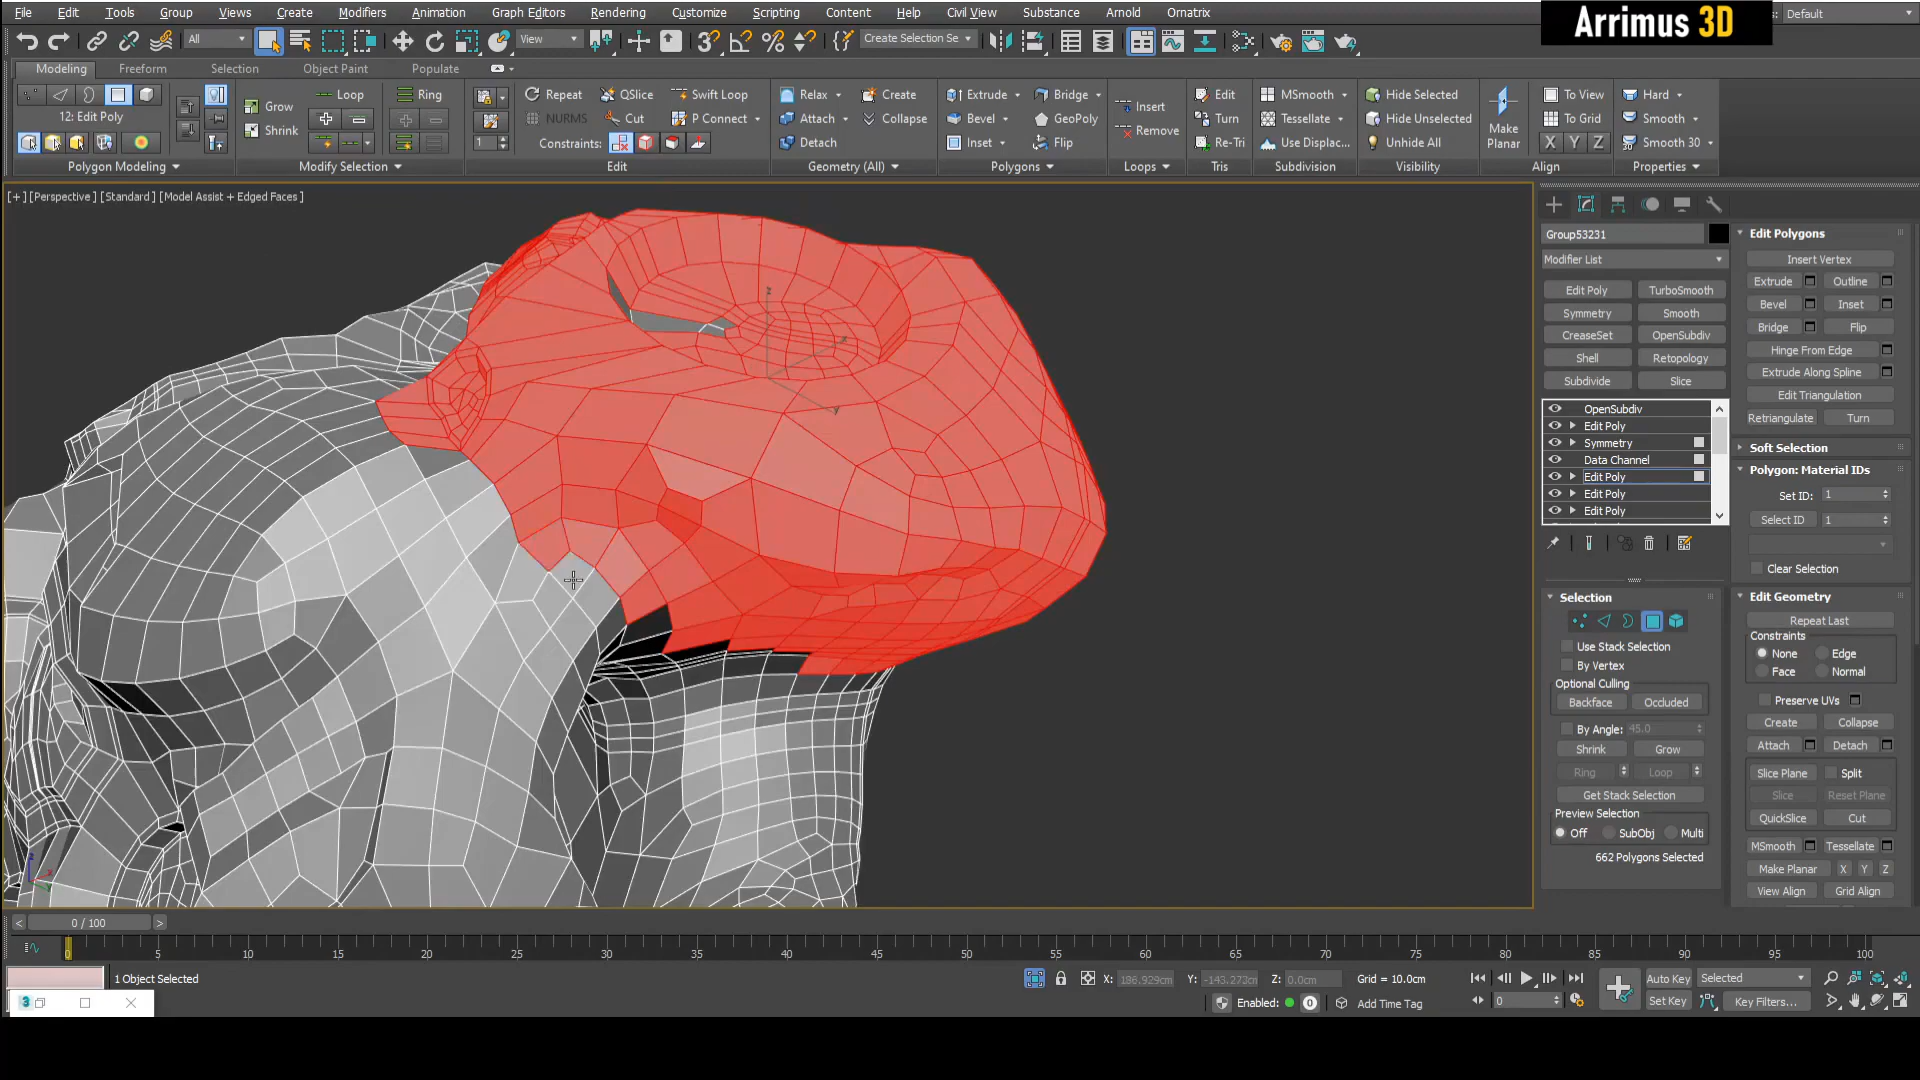 File Edit Tools Group Views Create Modifiers Animation Graph Editors Rendering Customize Scripting Content Help Civil View Substance Arnold Ornatrix Default
Arrimus 3D
All View Create Selection Se
Modeling Freeform Selection Object Paint Populate
Grow Loop Ring Repeat QSlice Swift Loop Relax Create Extrude Bridge Insert Edit MSmooth Hide Selected To View Hard
12: Edit Poly Shrink NURMS Cut P Connect Attach Collapse Bevel GeoPoly Remove Turn Tessellate Hide Unselected Make Planar To Grid Smooth
1 Constraints: Detach Inset Flip Re-Tri Use Displac... Unhide All X Y Z Smooth 30
Polygon Modeling Modify Selection Edit Geometry (All) Polygons Loops Tris Subdivision Visibility Align Properties
[+] [Perspective ] [Standard ] [Model Assist + Edged Faces ]
Group53231
Modifier List
Edit Poly TurboSmooth
Symmetry Smooth
CreaseSet OpenSubdiv
Shell Retopology
Subdivide Slice
OpenSubdiv
Edit Poly
Symmetry
Data Channel
Edit Poly
Edit Poly
Edit Poly
Selection
Use Stack Selection
By Vertex
Optional Culling
Backface Occluded
By Angle: 45.0
Shrink Grow
Ring Loop
Get Stack Selection
Preview Selection
Off SubObj Multi
662 Polygons Selected
Edit Polygons
Insert Vertex
Extrude Outline
Bevel Inset
Bridge Flip
Hinge From Edge
Extrude Along Spline
Edit Triangulation
Retriangulate Turn
Soft Selection
Polygon: Material IDs
Set ID: 1
Select ID 1
Clear Selection
Edit Geometry
Repeat Last
Constraints
None Edge
Face Normal
Preserve UVs
Create Collapse
Attach Detach
Slice Plane Split
Slice Reset Plane
QuickSlice Cut
MSmooth Tessellate
Make Planar X Y Z
View Align Grid Align
< 0 / 100 >
0 5 10 15 20 25 30 35 40 45 50 55 60 65 70 75 80 85 90 95 100
1 Object Selected X: 186.929cm Y: -143.273cm Z: 0.0cm Grid = 10.0cm Auto Key Selected
Enabled: 0 Add Time Tag 0 Set Key Key Filters...